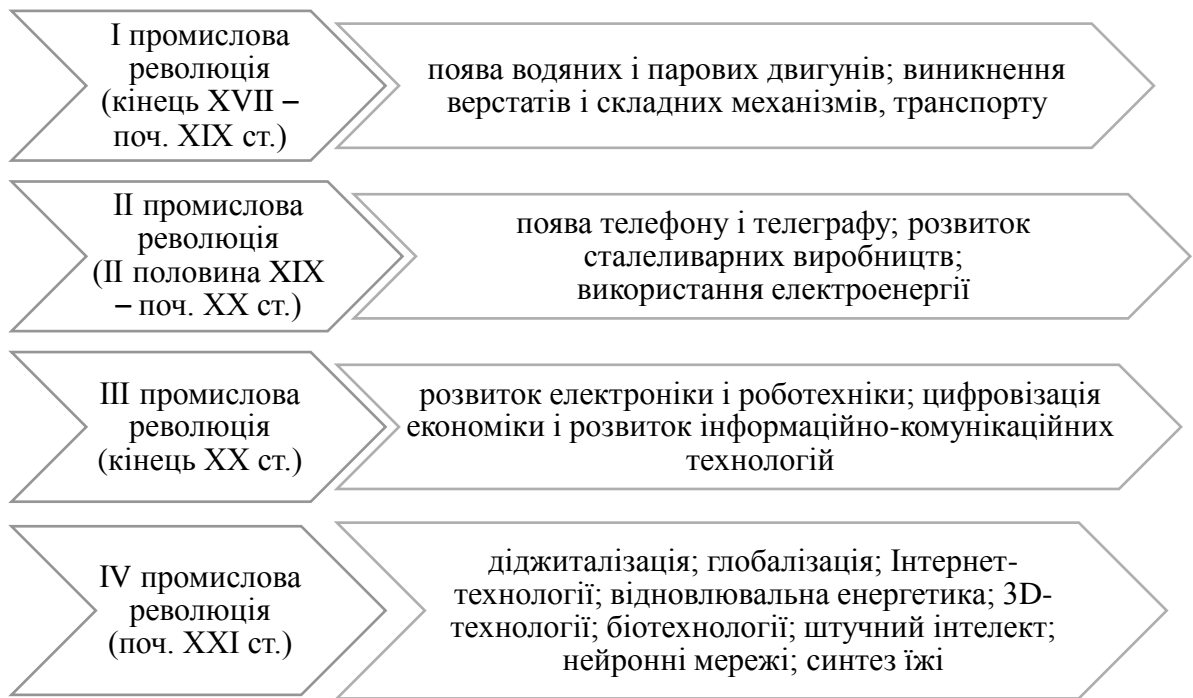 І промислова
революція
(кінець XVII –
поч. XIX ст.)
поява водяних і парових двигунів; виникнення
верстатів і складних механізмів, транспорту
ІІ промислова
революція
(ІІ половина XIX
– поч. XX ст.)
поява телефону і телеграфу; розвиток
сталеливарних виробництв;
використання електроенергії
ІІІ промислова
революція
(кінець XX ст.)
розвиток електроніки і роботехніки; цифровізація
економіки і розвиток інформаційно-комунікаційних
технологій
IV промислова
революція
(поч. XXI ст.)
діджиталізація; глобалізація; Інтернет-
технології; відновлювальна енергетика; 3D-
технології; біотехнології; штучний інтелект;
нейронні мережі; синтез їжі